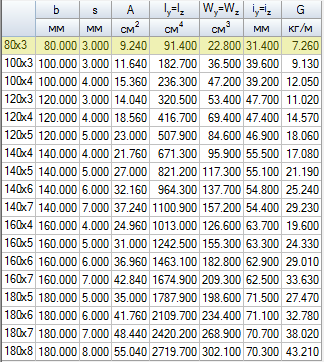 b s A Iy=Iz Wy=Wz iy=iz G
мм мм см2 см4 см3 мм кг/м
80x3 80.000 3.000 9.240 91.400 22.800 31.400 7.260
100x3 100.000 3.000 11.640 182.700 36.500 39.600 9.130
100x4 100.000 4.000 15.360 236.300 47.200 39.200 12.050
120x3 120.000 3.000 14.040 320.500 53.400 47.700 11.020
120x4 120.000 4.000 18.560 416.700 69.400 47.400 14.570
120x5 120.000 5.000 23.000 507.900 84.600 46.900 18.060
140x4 140.000 4.000 21.760 671.300 95.900 55.500 17.080
140x5 140.000 5.000 27.000 821.200 117.300 55.100 21.190
140x6 140.000 6.000 32.160 964.300 137.700 54.800 25.240
140x7 140.000 7.000 37.240 1100.900 157.200 54.400 29.230
160x4 160.000 4.000 24.960 1013.000 126.600 63.700 19.600
160x5 160.000 5.000 31.000 1242.500 155.300 63.300 24.330
160x6 160.000 6.000 36.960 1463.100 182.800 62.900 29.010
160x7 160.000 7.000 42.840 1674.900 209.300 62.500 33.630
180x5 180.000 5.000 35.000 1787.900 198.600 71.500 27.470
180x6 180.000 6.000 41.760 2109.700 234.400 71.100 32.780
180x7 180.000 7.000 48.440 2420.200 268.900 70.700 38.020
180x8 180.000 8.000 55.040 2719.700 302.100 70.300 43.210